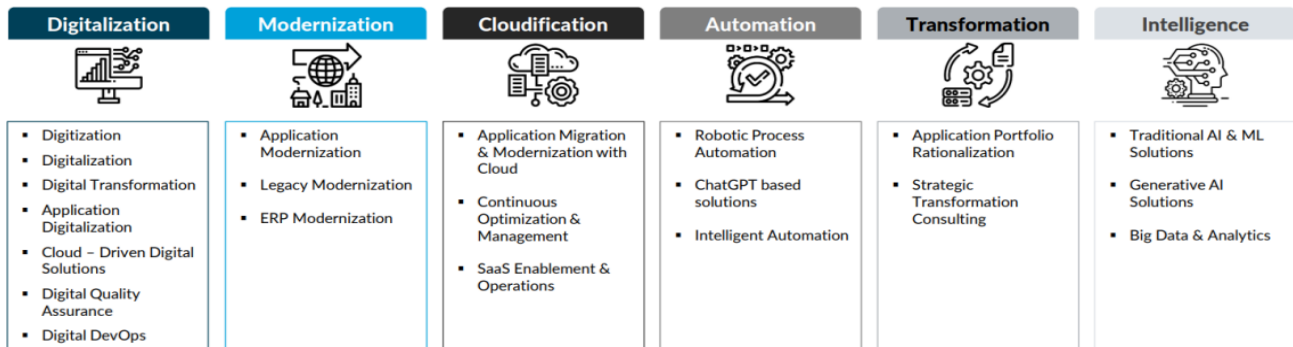 Digitalization
Modernization
Cloudification
Automation
Transformation
Intelligence
▪ Digitization
▪ Digitalization
▪ Digital Transformation
▪ Application
Digitalization
▪ Cloud – Driven Digital
Solutions
▪ Digital Quality
Assurance
▪ Digital DevOps
▪ Application
Modernization
▪ Legacy Modernization
▪ ERP Modernization
▪ Application Migration
& Modernization with
Cloud
▪ Continuous
Optimization &
Management
▪ SaaS Enablement &
Operations
▪ Robotic Process
Automation
▪ ChatGPT based
solutions
▪ Intelligent Automation
▪ Application Portfolio
Rationalization
▪ Strategic
Transformation
Consulting
▪ Traditional AI & ML
Solutions
▪ Generative AI
Solutions
▪ Big Data & Analytics